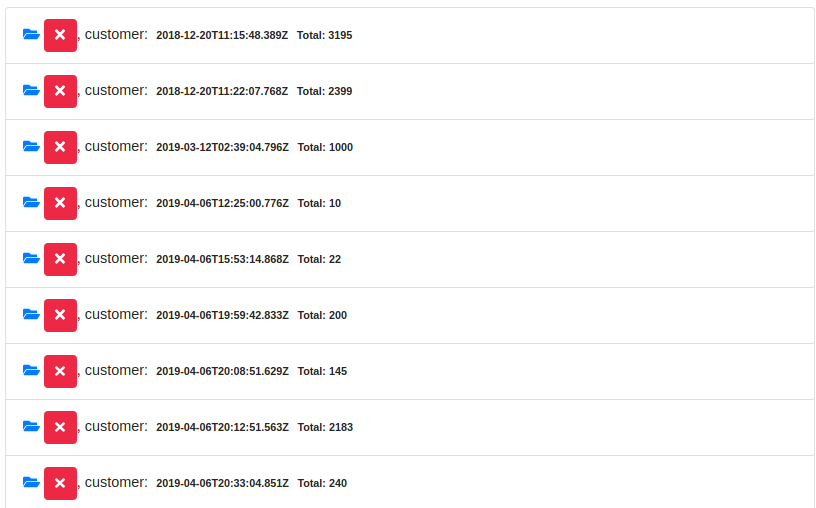 , customer: 2018-12-20T11:15:48.389Z Total: 3195
, customer: 2018-12-20T11:22:07.768Z Total: 2399
, customer: 2019-03-12T02:39:04.796Z Total: 1000
, customer: 2019-04-06T12:25:00.776Z Total: 10
, customer: 2019-04-06T15:53:14.868Z Total: 22
, customer: 2019-04-06T19:59:42.833Z Total: 200
, customer: 2019-04-06T20:08:51.629Z Total: 145
, customer: 2019-04-06T20:12:51.563Z Total: 2183
, customer: 2019-04-06T20:33:04.851Z Total: 240